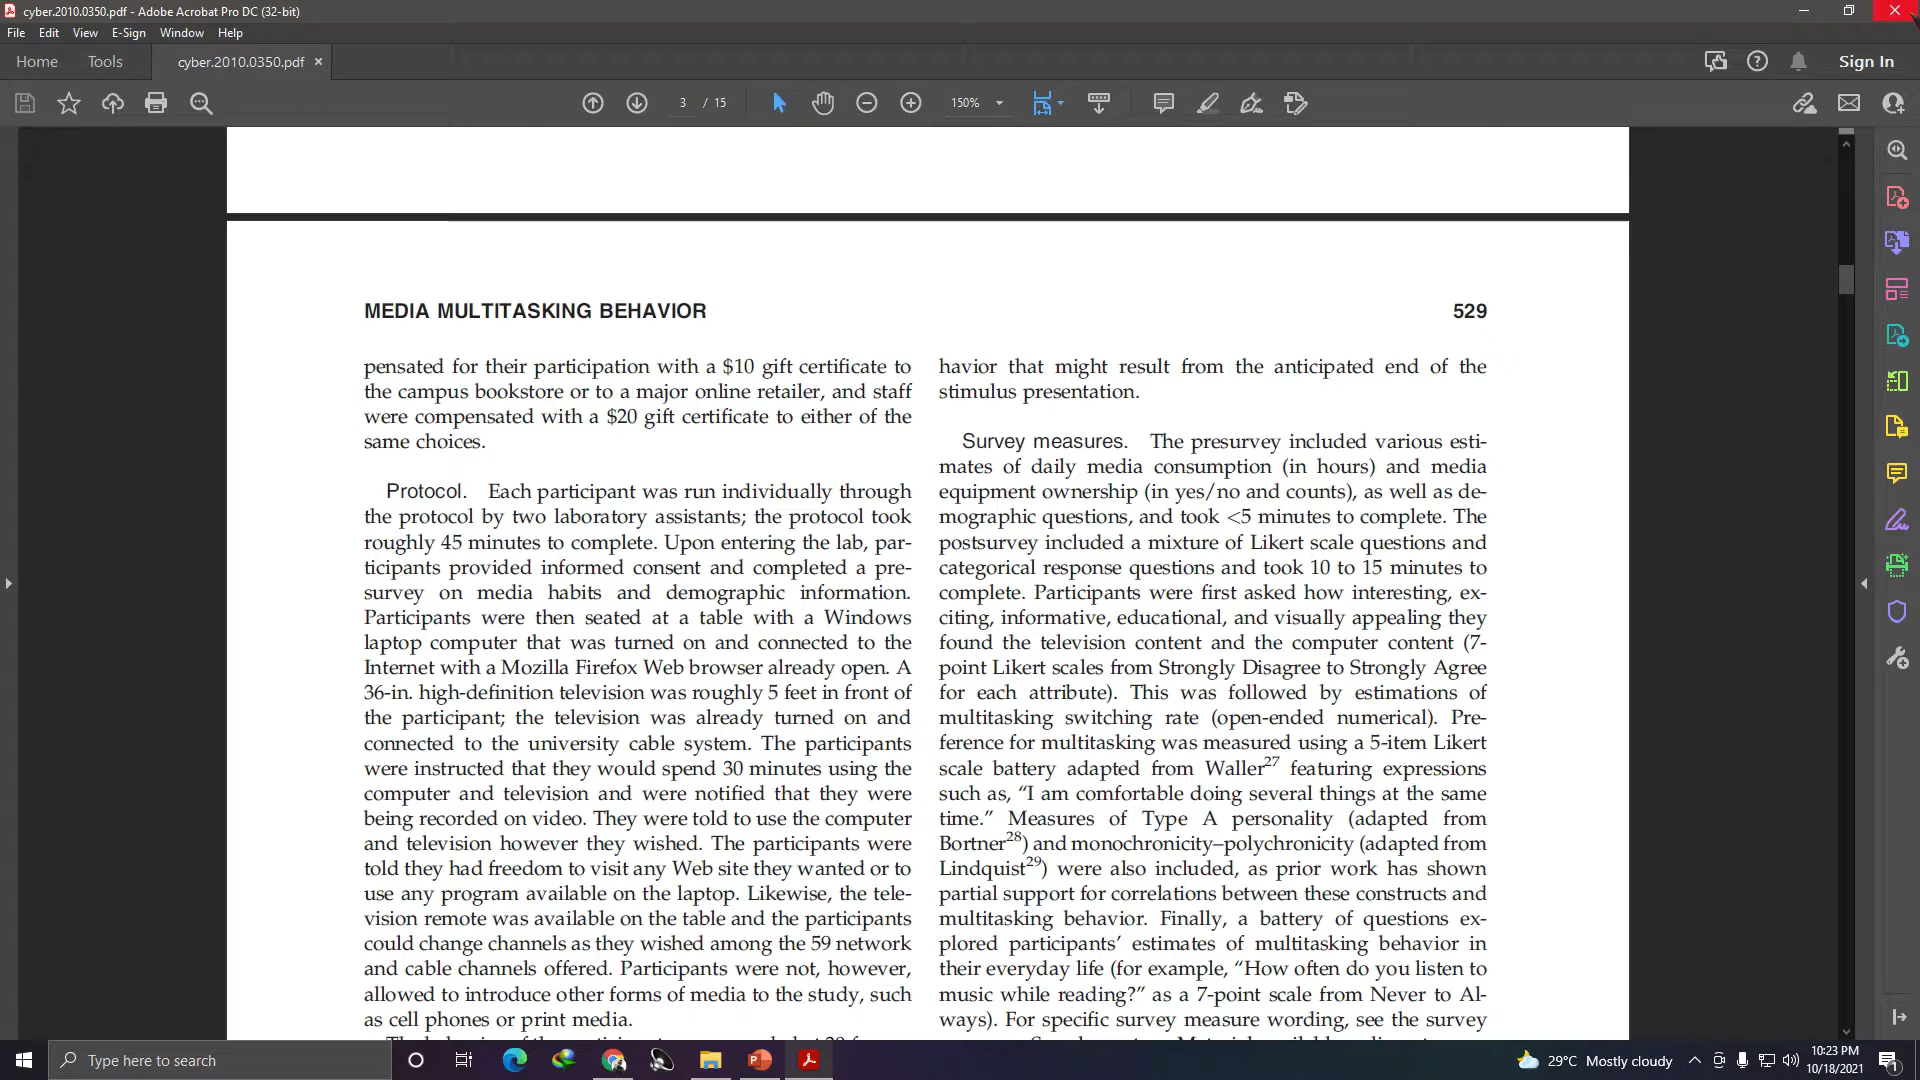 cyber.2010.0350.pdf - Adobe Acrobat Pro DC (32-bit)
File Edit View E-Sign Window Help
Home Tools cyber.2010.0350.pdf Sign In
3 / 15 150%
MEDIA MULTITASKING BEHAVIOR 529
pensated for their participation with a $10 gift certificate to
the campus bookstore or to a major online retailer, and staff
were compensated with a $20 gift certificate to either of the
same choices.
Protocol. Each participant was run individually through
the protocol by two laboratory assistants; the protocol took
roughly 45 minutes to complete. Upon entering the lab, par-
ticipants provided informed consent and completed a pre-
survey on media habits and demographic information.
Participants were then seated at a table with a Windows
laptop computer that was turned on and connected to the
Internet with a Mozilla Firefox Web browser already open. A
36-in. high-definition television was roughly 5 feet in front of
the participant; the television was already turned on and
connected to the university cable system. The participants
were instructed that they would spend 30 minutes using the
computer and television and were notified that they were
being recorded on video. They were told to use the computer
and television however they wished. The participants were
told they had freedom to visit any Web site they wanted or to
use any program available on the laptop. Likewise, the tele-
vision remote was available on the table and the participants
could change channels as they wished among the 59 network
and cable channels offered. Participants were not, however,
allowed to introduce other forms of media to the study, such
as cell phones or print media.
havior that might result from the anticipated end of the
stimulus presentation.
Survey measures. The presurvey included various esti-
mates of daily media consumption (in hours) and media
equipment ownership (in yes/no and counts), as well as de-
mographic questions, and took <5 minutes to complete. The
postsurvey included a mixture of Likert scale questions and
categorical response questions and took 10 to 15 minutes to
complete. Participants were first asked how interesting, ex-
citing, informative, educational, and visually appealing they
found the television content and the computer content (7-
point Likert scales from Strongly Disagree to Strongly Agree
for each attribute). This was followed by estimations of
multitasking switching rate (open-ended numerical). Pre-
ference for multitasking was measured using a 5-item Likert
scale battery adapted from Waller27 featuring expressions
such as, “I am comfortable doing several things at the same
time.” Measures of Type A personality (adapted from
Bortner28) and monochronicity–polychronicity (adapted from
Lindquist29) were also included, as prior work has shown
partial support for correlations between these constructs and
multitasking behavior. Finally, a battery of questions ex-
plored participants’ estimates of multitasking behavior in
their everyday life (for example, “How often do you listen to
music while reading?” as a 7-point scale from Never to Al-
ways). For specific survey measure wording, see the survey
Type here to search
29°C Mostly cloudy
10:23 PM
10/18/2021
1